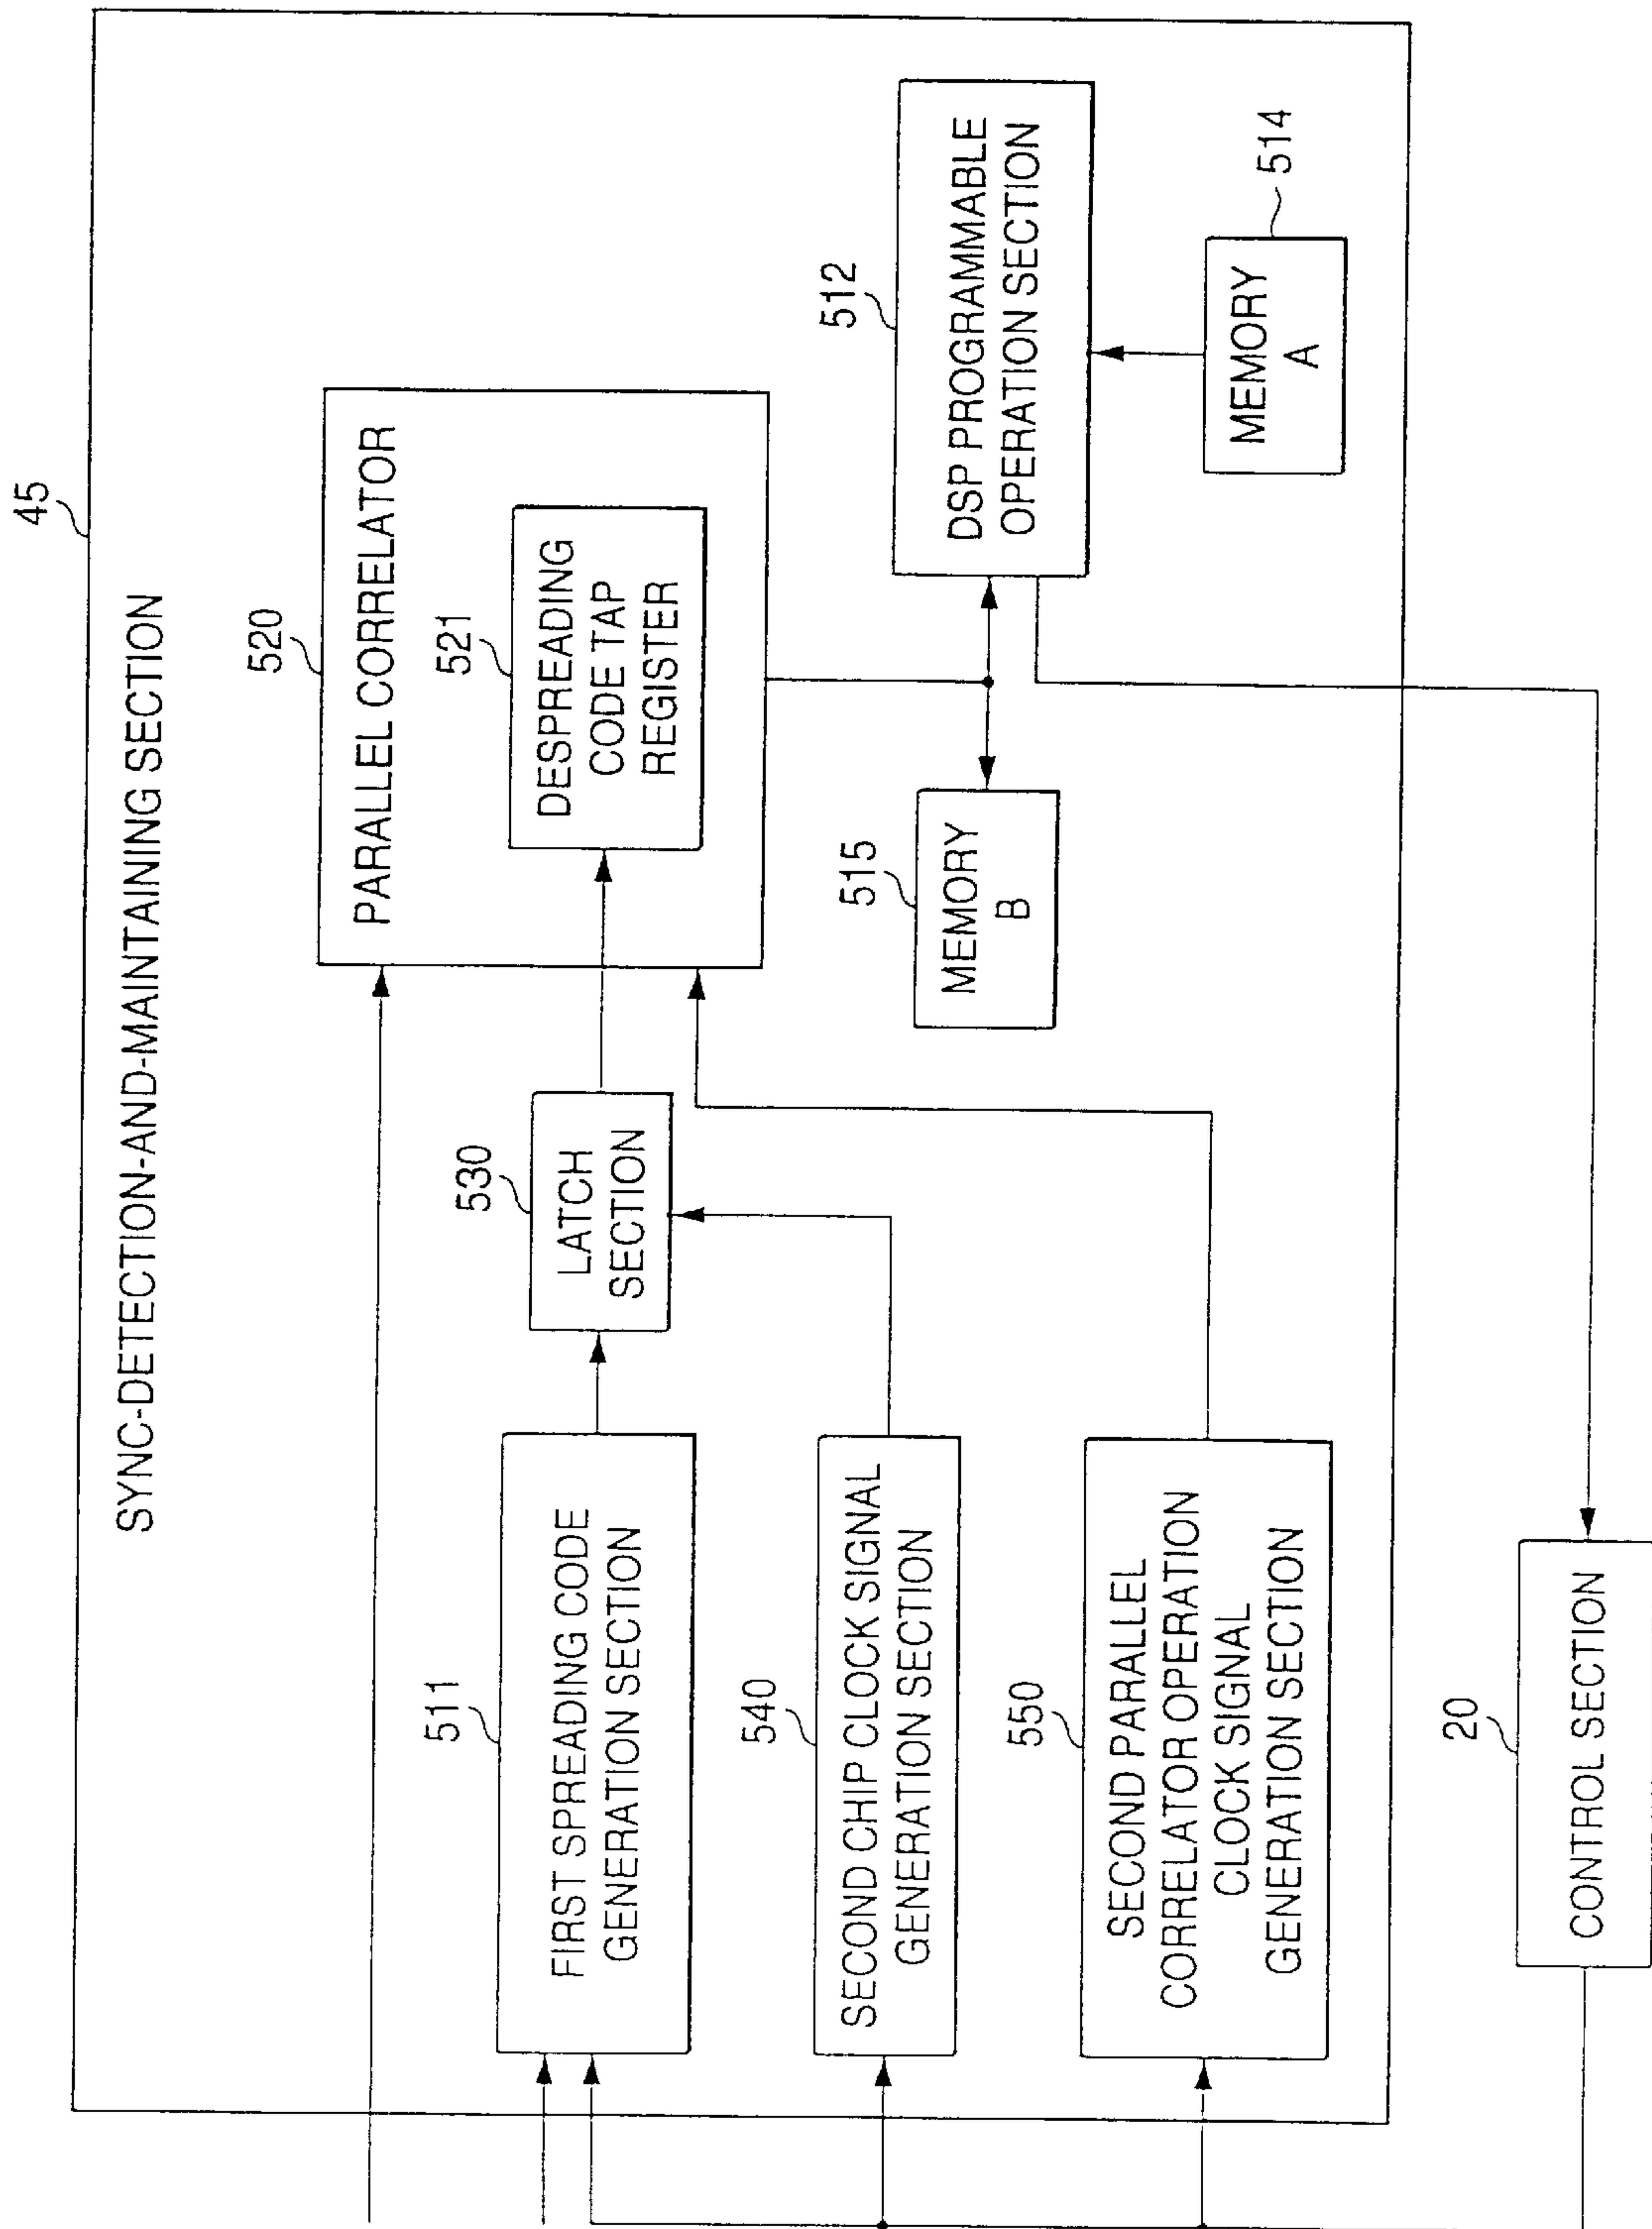 45
SYNC-DETECTION-AND-MAINTAINING SECTION
520
PARALLEL CORRELATOR
521
DESPREADING
CODE TAP
REGISTER
511
FIRST SPREADING CODE
GENERATION SECTION
530
LATCH
SECTION
540
SECOND CHIP CLOCK SIGNAL
GENERATION SECTION
515
MEMORY
B
512
DSP PROGRAMMABLE
OPERATION SECTION
550
SECOND PARALLEL
CORRELATOR OPERATION
CLOCK SIGNAL
GENERATION SECTION
514
MEMORY
A
20
CONTROL SECTION